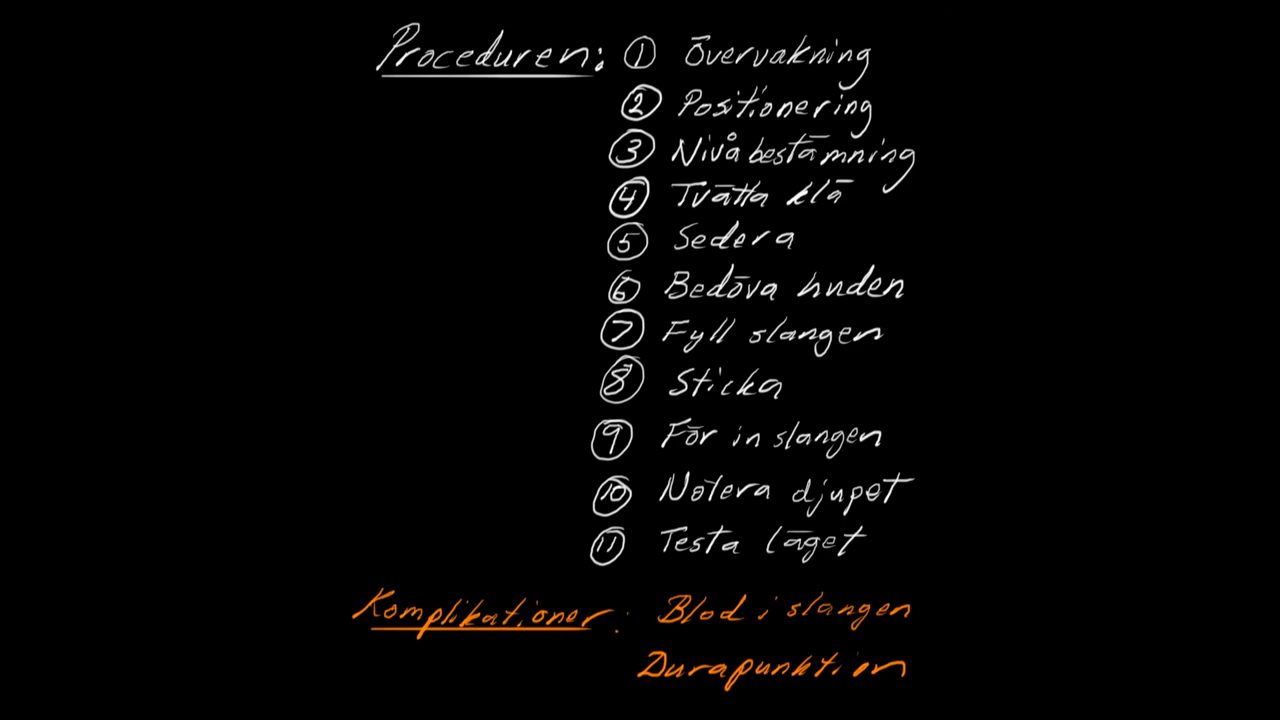 Proceduren: ① Övervakning
② Positionering
③ Nivåbestämning
④ Tvätta klä
⑤ Sedera
⑥ Bedöva huden
⑦ Fyll slangen
⑧ Sticka
⑨ För in slangen
⑩ Notera djupet
⑪ Testa läget
Komplikationer: Blod i slangen
Durapunktion